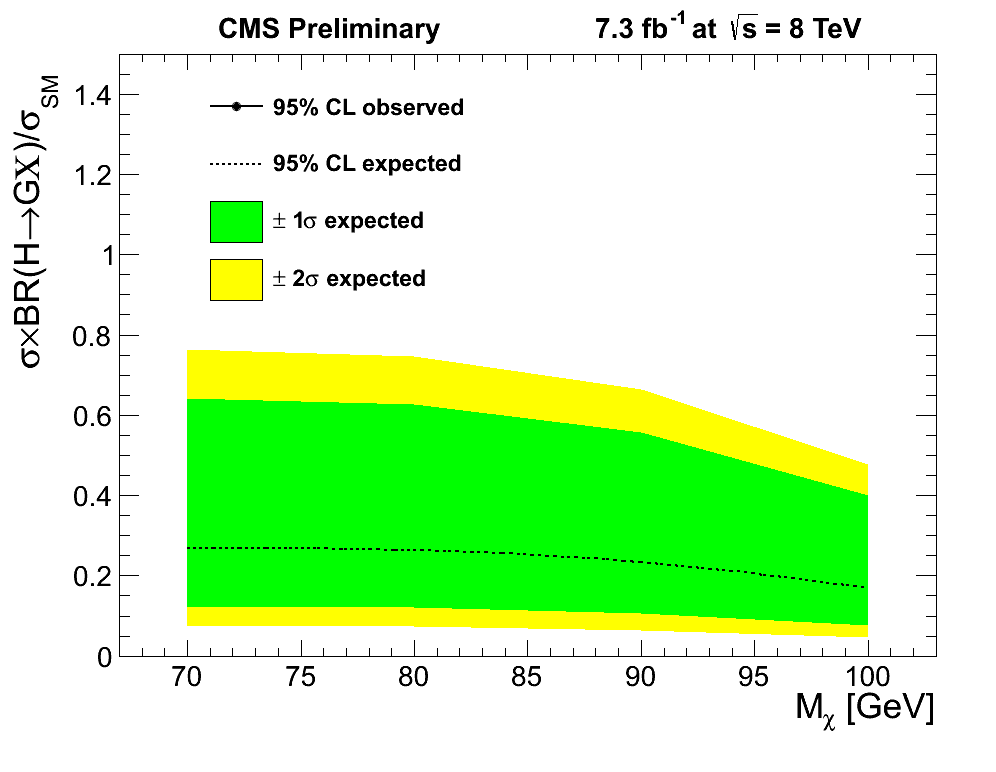 CMS Preliminary 7.3 fb⁻¹ at √s = 8 TeV
σ×BR(H→GX)/σ_SM
1.4
1.2
1
0.8
0.6
0.4
0.2
0
95% CL observed
95% CL expected
± 1σ expected
± 2σ expected
70 75 80 85 90 95 100
M_χ [GeV]